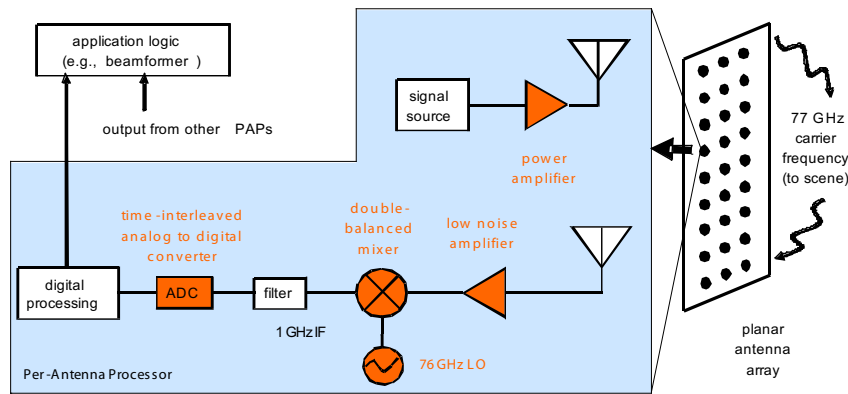 application logic
(e.g., beamformer )
output from other PAPs
signal
source
power
amplifier
77 GHz
carrier
frequency
(to scene)
time-interleaved
analog to digital
converter
double-
balanced
mixer
low noise
amplifier
digital
processing
ADC
filter
1 GHz IF
76 GHz LO
Per-Antenna Processor
planar
antenna
array